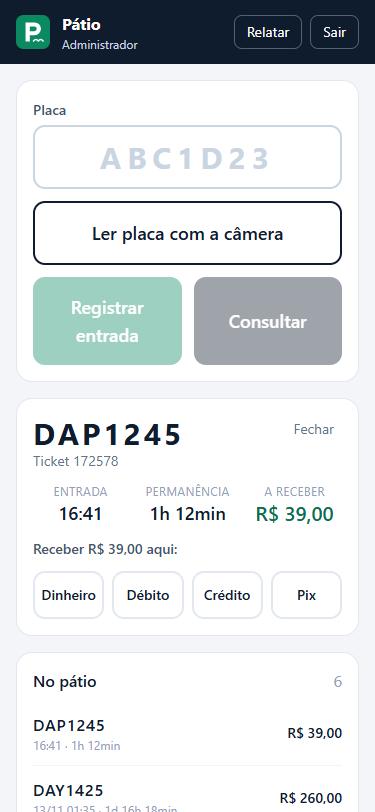 Pátio
Administrador
Relatar
Sair
Placa
ABC1D23
Ler placa com a câmera
Registrar
entrada
Consultar
DAP1245
Fechar
Ticket 172578
ENTRADA
PERMANÊNCIA
A RECEBER
16:41
1h 12min
R$ 39,00
Receber R$ 39,00 aqui:
Dinheiro
Débito
Crédito
Pix
No pátio
6
DAP1245
16:41 · 1h 12min
R$ 39,00
DAY1425
13/11 01:35 · 1d 16h 18min
R$ 260,00